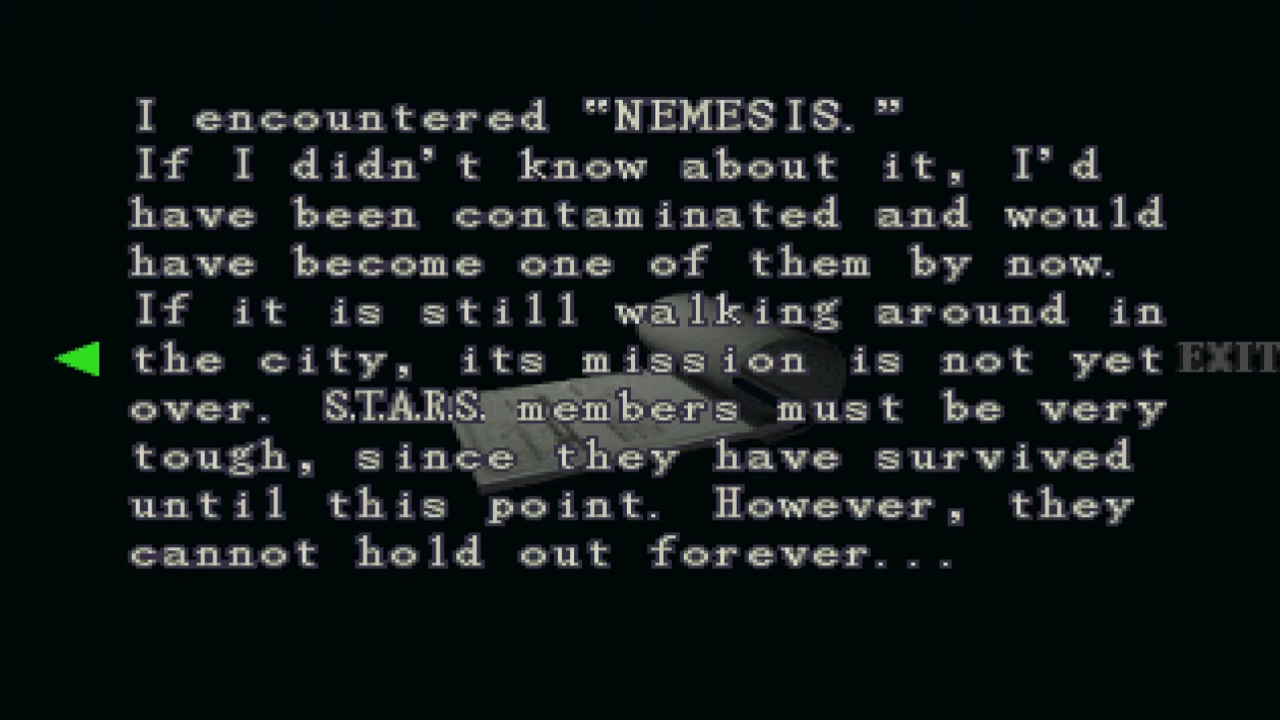 I encountered “NEMESIS.”
If I didn’t know about it, I’d
have been contaminated and would
have become one of them by now.
If it is still walking around in
the city, its mission is not yet
over. S.T.A.R.S. members must be very
tough, since they have survived
until this point. However, they
cannot hold out forever...
EXIT